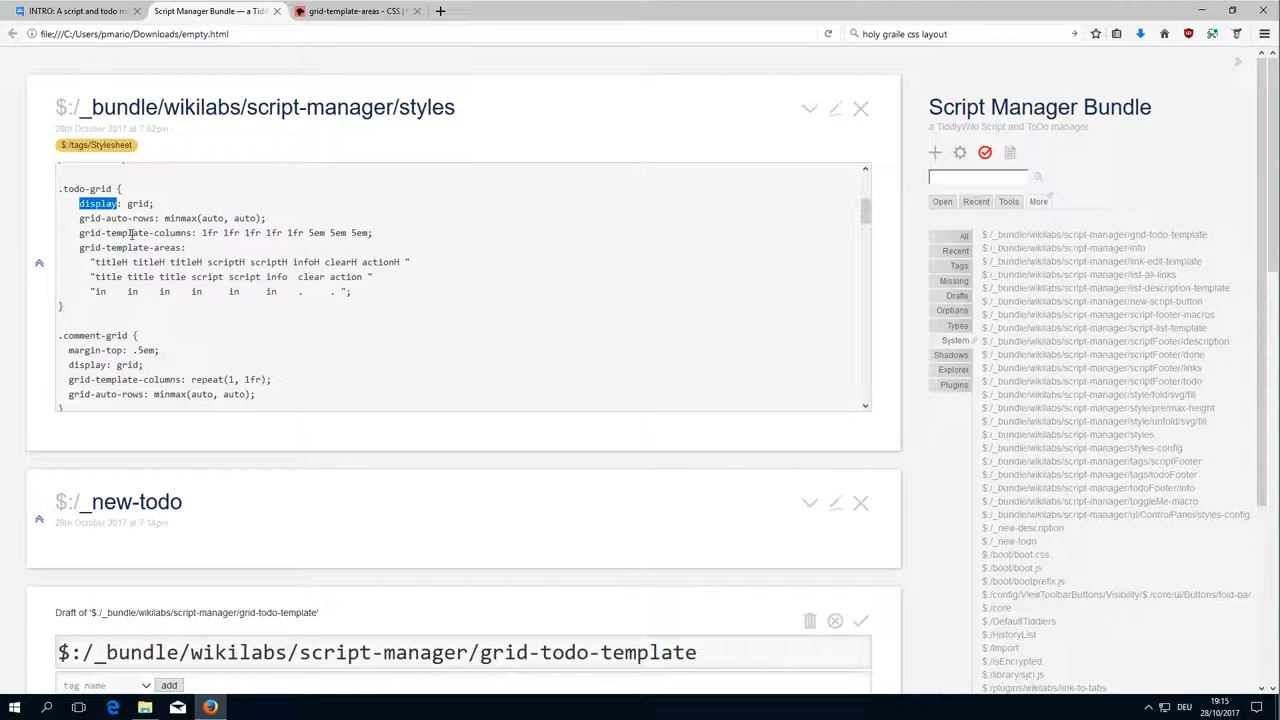 INTRO: A script and todo m
Script Manager Bundle — a Tidd
grid-template-areas - CSS | 
file:///C:/Users/pmario/Downloads/empty.html
holy graile css layout
$:/_bundle/wikilabs/script-manager/styles
28th October 2017 at 7:02pm
$:/tags/Stylesheet
.todo-grid {
display: grid;
grid-auto-rows: minmax(auto, auto);
grid-template-columns: 1fr 1fr 1fr 1fr 1fr 5em 5em 5em;
grid-template-areas:
"titleH titleH titleH scriptH scriptH infoH clearH actionH "
"title title title script script info  clear action "
"in    in    in    in    in    in    .    . ";
}
.comment-grid {
margin-top: .5em;
display: grid;
grid-template-columns: repeat(1, 1fr);
grid-auto-rows: minmax(auto, auto);
}
$:/_new-todo
28th October 2017 at 7:14pm
Draft of '$:/_bundle/wikilabs/script-manager/grid-todo-template'
$:/_bundle/wikilabs/script-manager/grid-todo-template
tag name
add
Script Manager Bundle
a TiddlyWiki Script and ToDo manager
Open
Recent
Tools
More
All
Recent
Tags
Missing
Drafts
Orphans
Types
System
Shadows
Explorer
Plugins
$:/_bundle/wikilabs/script-manager/grid-todo-template
$:/_bundle/wikilabs/script-manager/info
$:/_bundle/wikilabs/script-manager/link-edit-template
$:/_bundle/wikilabs/script-manager/list-all-links
$:/_bundle/wikilabs/script-manager/list-description-template
$:/_bundle/wikilabs/script-manager/new-script-button
$:/_bundle/wikilabs/script-manager/script-footer-macros
$:/_bundle/wikilabs/script-manager/script-list-template
$:/_bundle/wikilabs/script-manager/scriptFooter/description
$:/_bundle/wikilabs/script-manager/scriptFooter/done
$:/_bundle/wikilabs/script-manager/scriptFooter/links
$:/_bundle/wikilabs/script-manager/scriptFooter/todo
$:/_bundle/wikilabs/script-manager/style/fold/svg/fill
$:/_bundle/wikilabs/script-manager/style/pre/max-height
$:/_bundle/wikilabs/script-manager/style/unfold/svg/fill
$:/_bundle/wikilabs/script-manager/styles
$:/_bundle/wikilabs/script-manager/styles-config
$:/_bundle/wikilabs/script-manager/tags/scriptFooter
$:/_bundle/wikilabs/script-manager/tags/todoFooter
$:/_bundle/wikilabs/script-manager/todoFooter/info
$:/_bundle/wikilabs/script-manager/toggleMe-macro
$:/_bundle/wikilabs/script-manager/ui/ControlPanel/styles-config
$:/_new-description
$:/_new-todo
$:/boot/boot.css
$:/boot/boot.js
$:/boot/bootprefix.js
$:/config/ViewToolbarButtons/Visibility/$:/core/ui/Buttons/fold-bar
$:/core
$:/DefaultTiddlers
$:/HistoryList
$:/Import
$:/isEncrypted
$:/library/sjcl.js
$:/plugins/wikilabs/link-to-tabs
DEU
19:15
28/10/2017